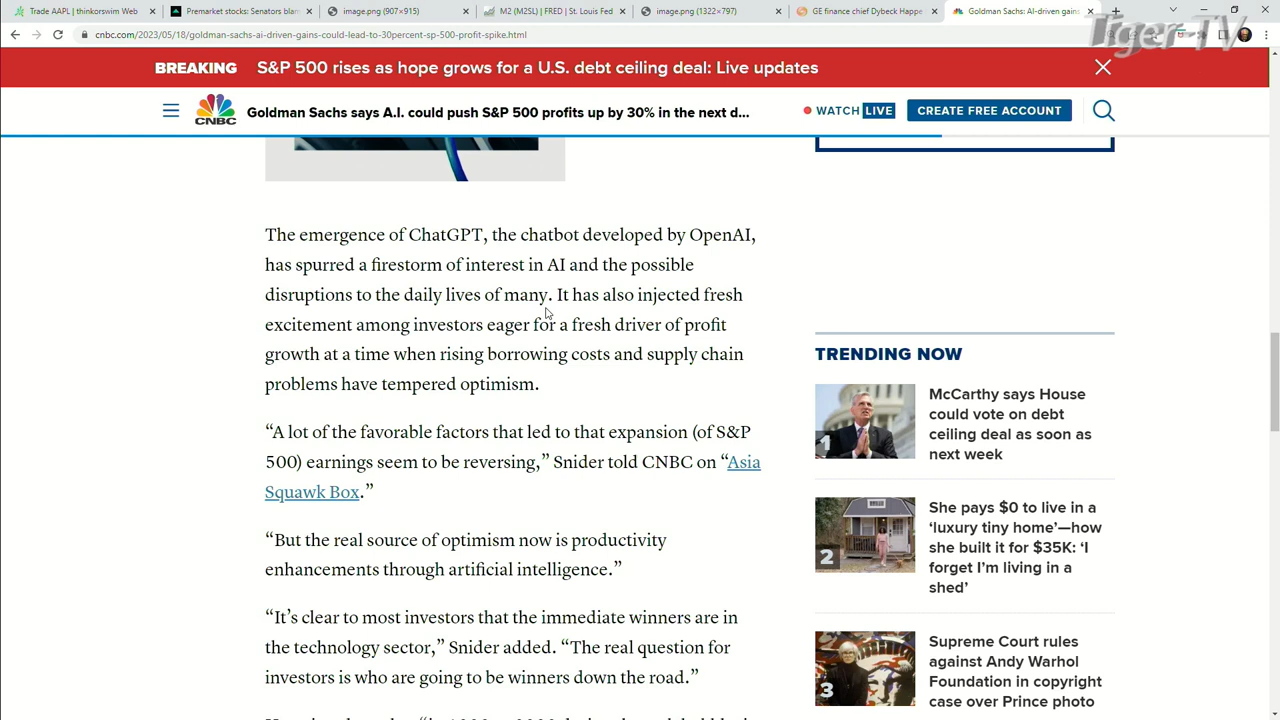 Trade AAPL | thinkorswim Web
Premarket stocks: Senators blam
image.png (907×915)
M2 (M2SL) | FRED | St. Louis Fed
image.png (1322×797)
GE finance chief Dybeck Happe
Goldman Sachs: AI-driven gains
Tiger TV
cnbc.com/2023/05/18/goldman-sachs-ai-driven-gains-could-lead-to-30percent-sp-500-profit-spike.html
BREAKING S&P 500 rises as hope grows for a U.S. debt ceiling deal: Live updates
CNBC
Goldman Sachs says A.I. could push S&P 500 profits up by 30% in the next d...
WATCH LIVE
CREATE FREE ACCOUNT
The emergence of ChatGPT, the chatbot developed by OpenAI,
has spurred a firestorm of interest in AI and the possible
disruptions to the daily lives of many. It has also injected fresh
excitement among investors eager for a fresh driver of profit
growth at a time when rising borrowing costs and supply chain
problems have tempered optimism.
“A lot of the favorable factors that led to that expansion (of S&P
500) earnings seem to be reversing,” Snider told CNBC on “Asia
Squawk Box.”
“But the real source of optimism now is productivity
enhancements through artificial intelligence.”
“It’s clear to most investors that the immediate winners are in
the technology sector,” Snider added. “The real question for
investors is who are going to be winners down the road.”
TRENDING NOW
1
McCarthy says House
could vote on debt
ceiling deal as soon as
next week
2
She pays $0 to live in a
‘luxury tiny home’—how
she built it for $35K: ‘I
forget I’m living in a
shed’
3
Supreme Court rules
against Andy Warhol
Foundation in copyright
case over Prince photo